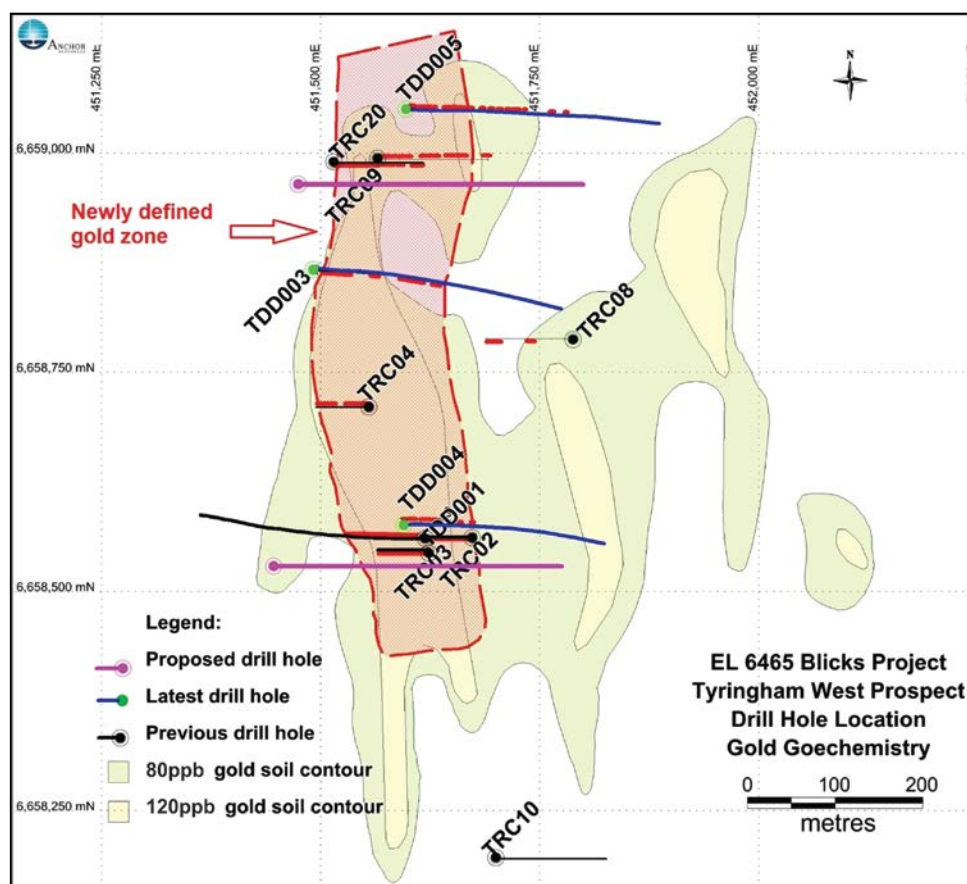 ANCHOR
451,250 mE
451,500 mE
451,750 mE
452,000 mE
N
TDD005
TRC20
6,659,000 mN
TRC09
Newly defined
gold zone
TDD003
TRC08
6,658,750 mN
TRC04
TDD004
TDD001
TRC02
TRC03
6,658,500 mN
Legend:
Proposed drill hole
Latest drill hole
Previous drill hole
80ppb gold soil contour
120ppb gold soil contour
EL 6465 Blicks Project
Tyringham West Prospect
Drill Hole Location
Gold Goechemistry
0 100 200
metres
6,658,250 mN
TRC10